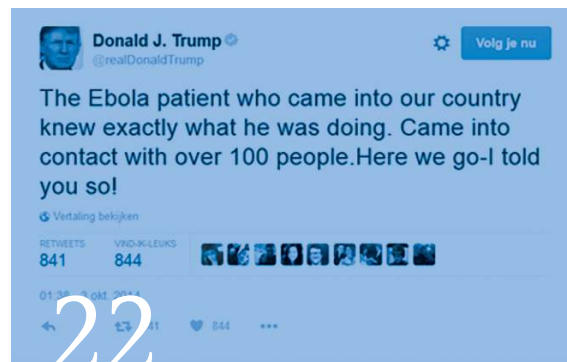 Donald J. Trump
@realDonaldTrump
Volg je nu
The Ebola patient who came into our country
knew exactly what he was doing. Came into
contact with over 100 people.Here we go-I told
you so!
Vertaling bekijken
RETWEETS VIND-IK-LEUKS
841 844
01:38 3 okt. 2014
22
41 844